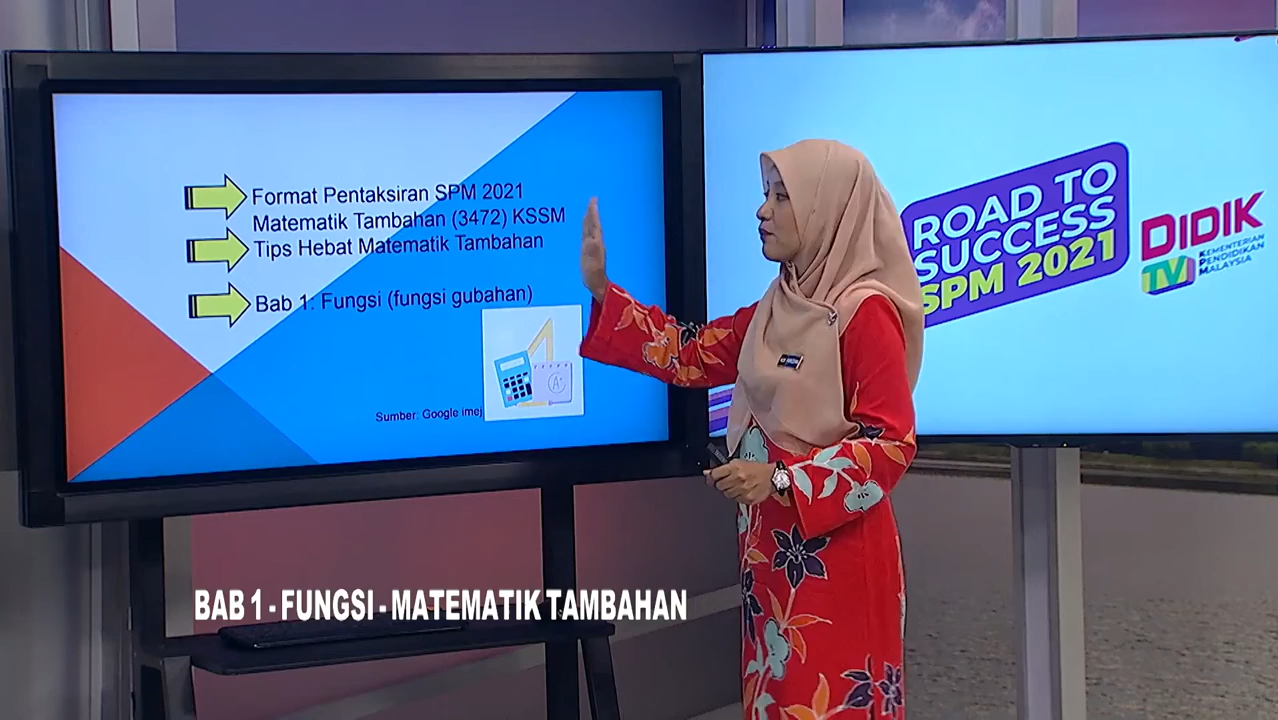 Format Pentaksiran SPM 2021
Matematik Tambahan (3472) KSSM
Tips Hebat Matematik Tambahan
Bab 1: Fungsi (fungsi gubahan)
A+
Sumber: Google imej
ROAD TO
SUCCESS
SPM 2021
DIDIK
TV
KEMENTERIAN
PENDIDIKAN
MALAYSIA
BAB 1 - FUNGSI - MATEMATIK TAMBAHAN